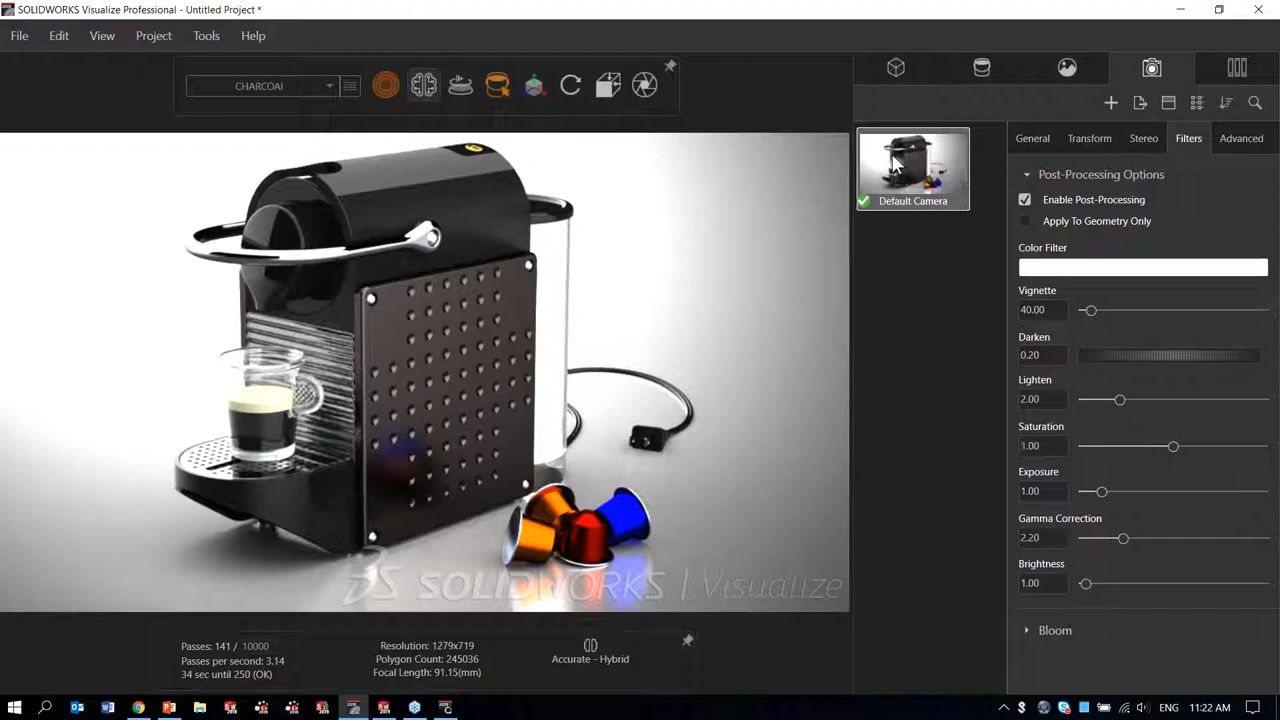 SOLIDWORKS Visualize Professional - Untitled Project *
File Edit View Project Tools Help
CHARCOAl
General Transform Stereo Filters Advanced
Default Camera
Post-Processing Options
Enable Post-Processing
Apply To Geometry Only
Color Filter
Vignette
40.00
Darken
0.20
Lighten
2.00
Saturation
1.00
Exposure
1.00
Gamma Correction
2.20
Brightness
1.00
Bloom
SOLIDWORKS | Visualize
Passes: 141 / 10000
Passes per second: 3.14
34 sec until 250 (OK)
Resolution: 1279x719
Polygon Count: 245036
Focal Length: 91.15(mm)
Accurate - Hybrid
11:22 AM